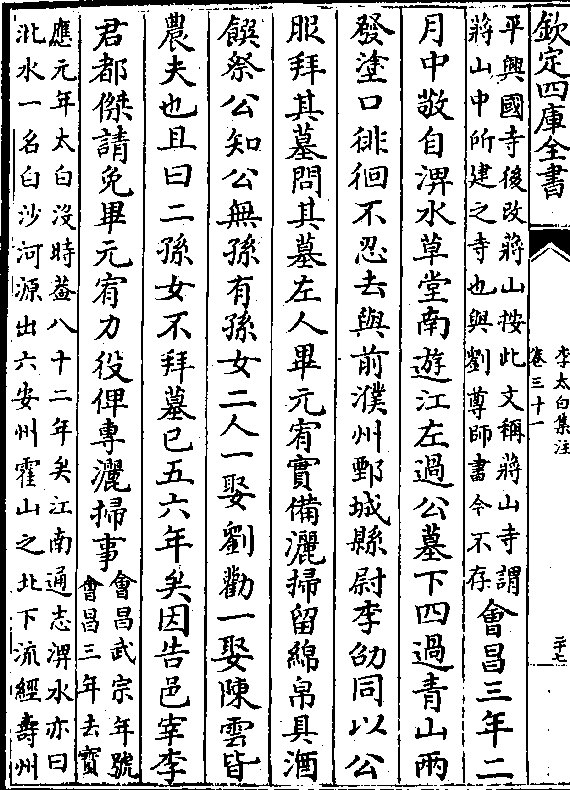 欽定四庫全書
李太白集注
卷三十一
二十七
平興國寺後改蔣山按此文稱蔣山寺謂
蔣山中所建之寺也與劉尊師書今不存
會昌三年二
月中敬自淠水草堂南遊江左過公墓下四過青山兩
發塗口徘徊不忍去與前濮州鄄城縣尉李劭同以公
服拜其墓問其墓左人畢元宥實備灑掃留綿帛具酒
饌祭公知公無孫有孫女二人一娶劉勸一娶陳雲皆
農夫也且曰二孫女不拜墓已五六年矣因告邑宰李
君都傑請免畢元宥力役俾專灑掃事
會昌武宗年號
會昌三年去寳
應元年太白沒時葢八十二年矣江南通志淠水亦曰
沘水一名白沙河源出六安州霍山之北下流經壽州